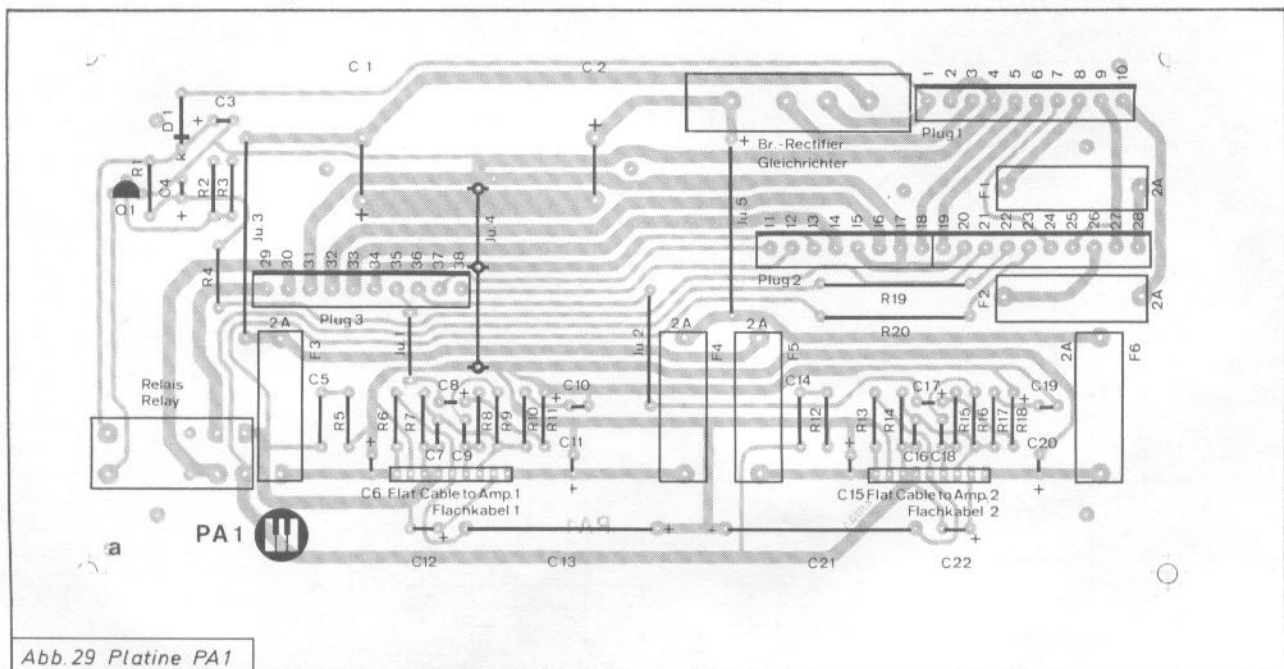 C 1
C 2
1 2 3 4 5 6 7 8 9 10
Plug 1
D1
+ C3
k
+
+ Br.-Rectifier
Gleichrichter
R1
C4
R2
R3
Q1
+
Ju.3
+
Ju.4
Ju.5
F1
2A
11 12 13 14 15 16 17 18 19 20 21 22 23 24 25 26 27 28
Plug 2
R4
29 30 31 32 33 34 35 36 37 38
Plug 3
R19
R20
F2
2A
2A
F3
Ju.1
Ju.2
2A
F4
2A
F5
2A
F6
Relais
Relay
C5
R5
R6
R7
C8
+
R8
R9
R10
R11
+
C10
C7
C9
C11
+
+
C14
R12
R13
R14
C17
+
R15
R16
R17
R18
C19
+
C16
C18
C20
+
+
C6 Flat Cable to Amp.1
Flachkabel 1
C15 Flat Cable to Amp.2
Flachkabel 2
PA1
PA1
+
+
+
+
a
C12
C13
C21
C22
Abb. 29 Platine PA1